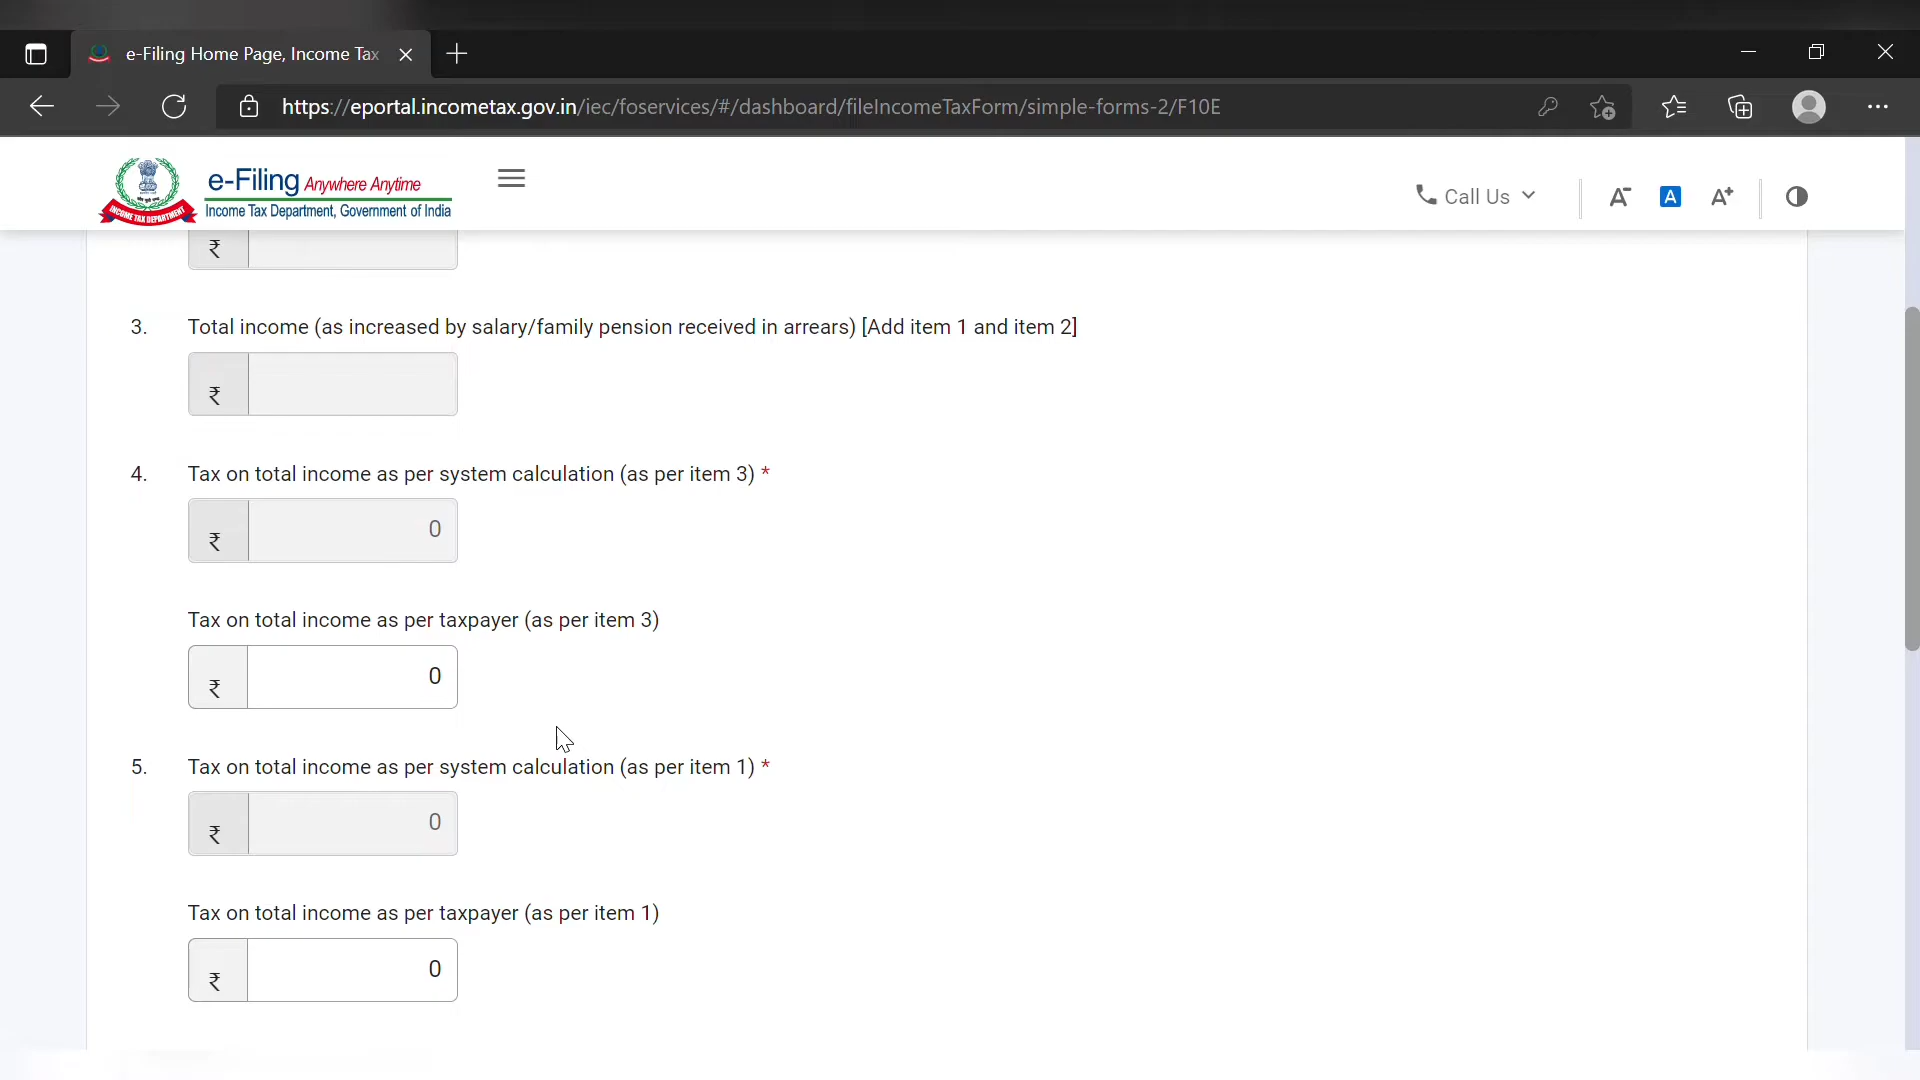 e-Filing Home Page, Income Tax
https://eportal.incometax.gov.in/iec/foservices/#/dashboard/fileIncomeTaxForm/simple-forms-2/F10E
INCOME TAX DEPARTMENT
e-Filing Anywhere Anytime
Income Tax Department, Government of India
Call Us
A-
A
A+
₹
3. Total income (as increased by salary/family pension received in arrears) [Add item 1 and item 2]
₹
4. Tax on total income as per system calculation (as per item 3) *
₹ 0
Tax on total income as per taxpayer (as per item 3)
₹ 0
5. Tax on total income as per system calculation (as per item 1) *
₹ 0
Tax on total income as per taxpayer (as per item 1)
₹ 0